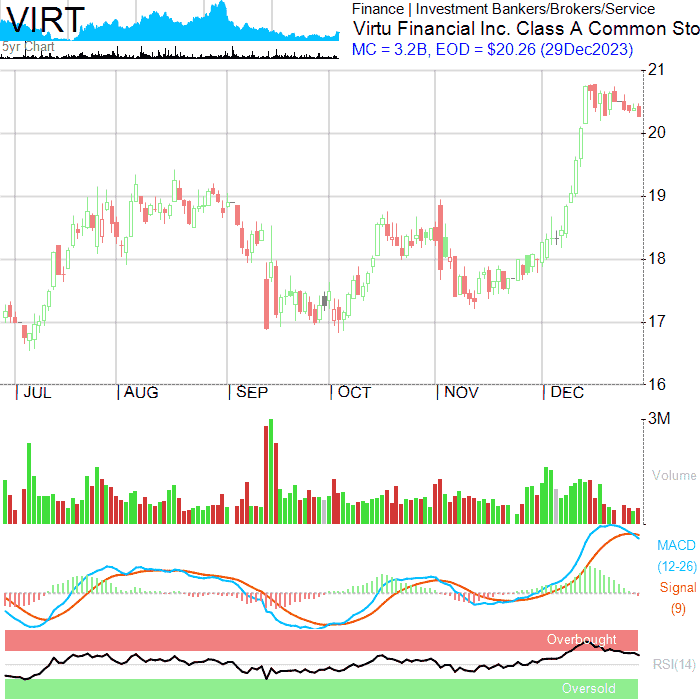 VIRT
5yr Chart
Finance | Investment Bankers/Brokers/Service
Virtu Financial Inc. Class A Common Sto
MC = 3.2B, EOD = $20.26 (29Dec2023)
21
20
19
18
17
16
JUL AUG SEP OCT NOV DEC
3M
Volume
MACD
(12-26)
Signal
(9)
Overbought
RSI(14)
Oversold